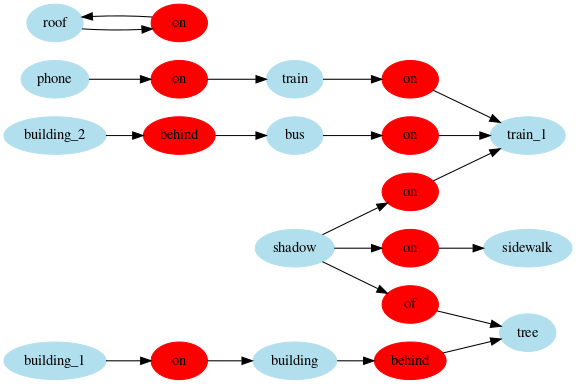 roof on
phone on train on
building_2 behind bus on train_1
on
shadow on sidewalk
of
tree
building_1 on building behind